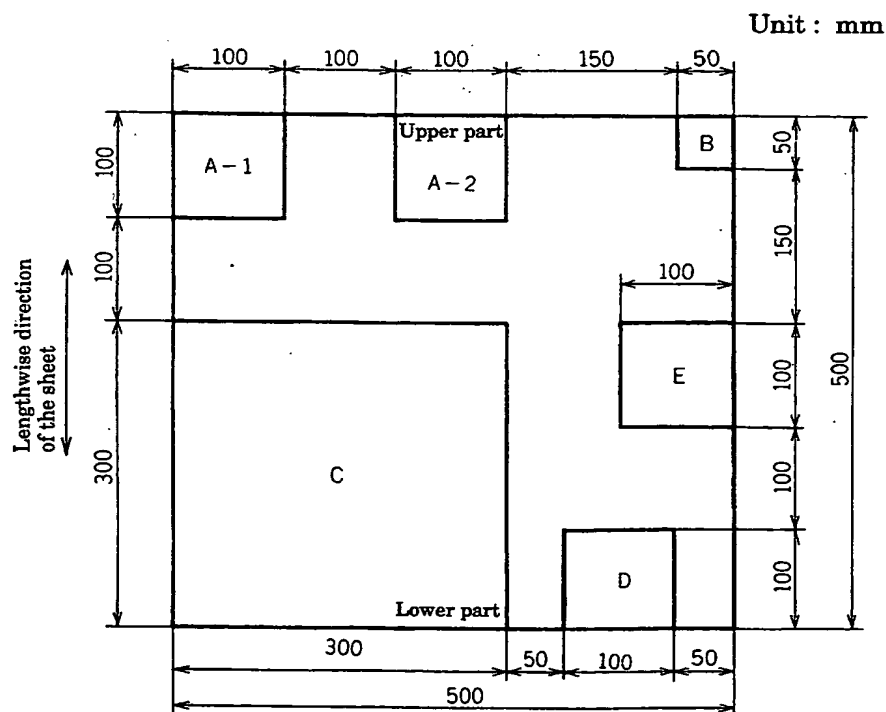 Unit : mm
100 100 100 150 50
Upper part
B
A-1
A-2
100
50
100
150
100
Lengthwise direction
of the sheet
E
100
500
300
C
100
D
100
Lower part
300 50 100 50
500